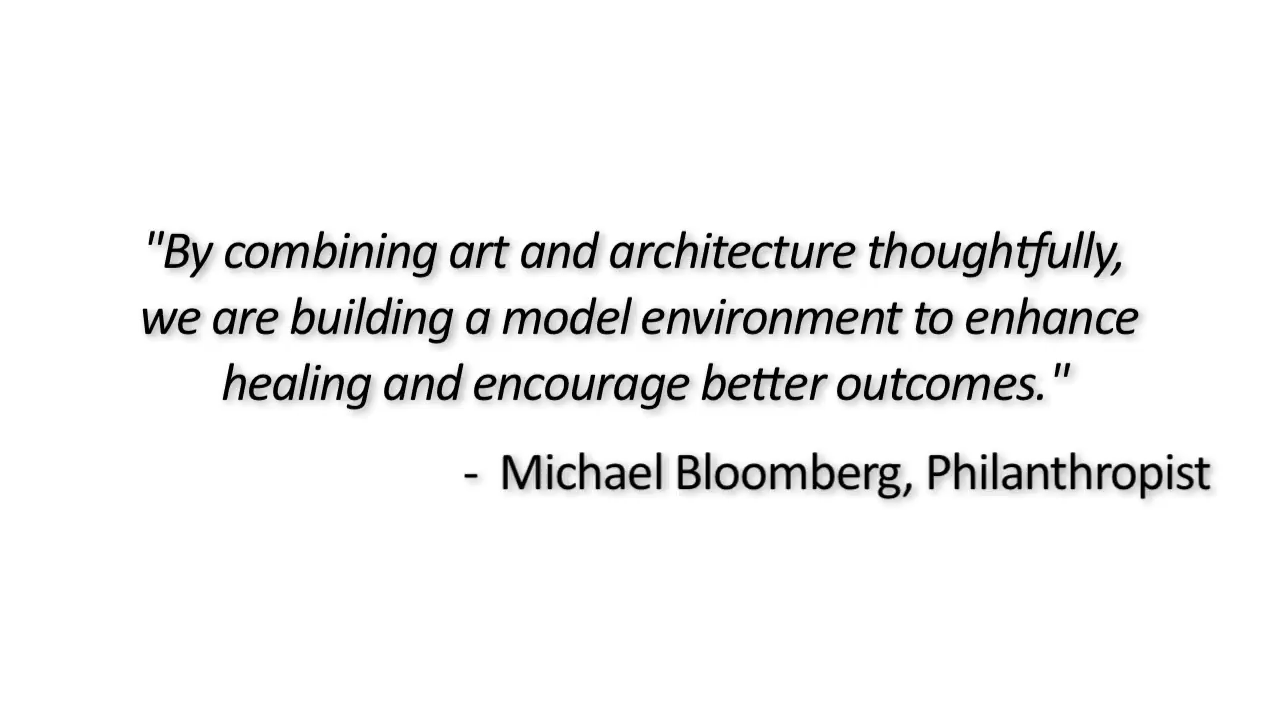 "By combining art and architecture thoughtfully,
we are building a model environment to enhance
healing and encourage better outcomes."
- Michael Bloomberg, Philanthropist